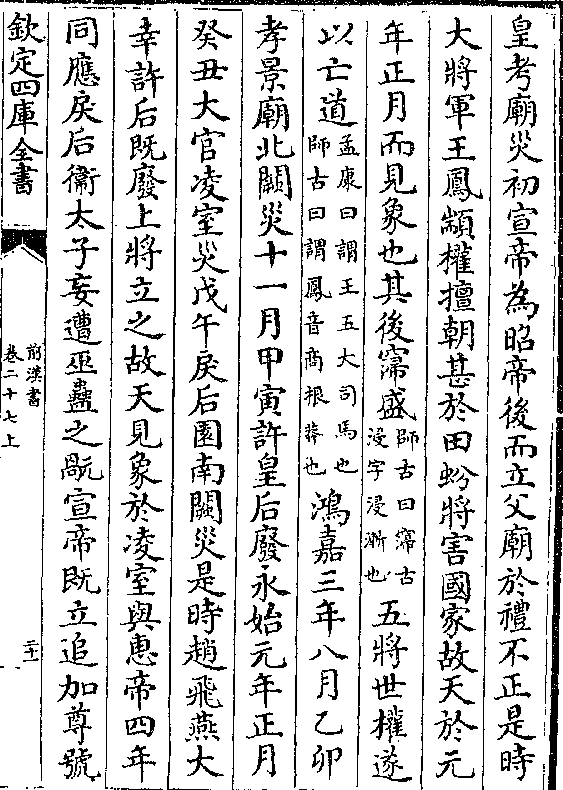 皇考廟災初宣帝為昭帝後而立父廟於禮不正是時
大將軍王鳳顓權擅朝甚於田蚡將害國家故天於元
年正月而見象也其後寖盛師古曰寖古浸字浸漸也五將世權遂
以亡道孟康曰謂王五大司馬也師古曰謂鳳音商根莽也鴻嘉三年八月乙卯
孝景廟北闕災十一月甲寅許皇后廢永始元年正月
癸丑大官凌室災戊午戾后園南闕災是時趙飛燕大
幸許后既廢上將立之故天見象於凌室與惠帝四年
同應戾后衛太子妾遭巫蠱之旤宣帝既立追加尊號
欽定四庫全書
前漢書
卷二十七上
二十一